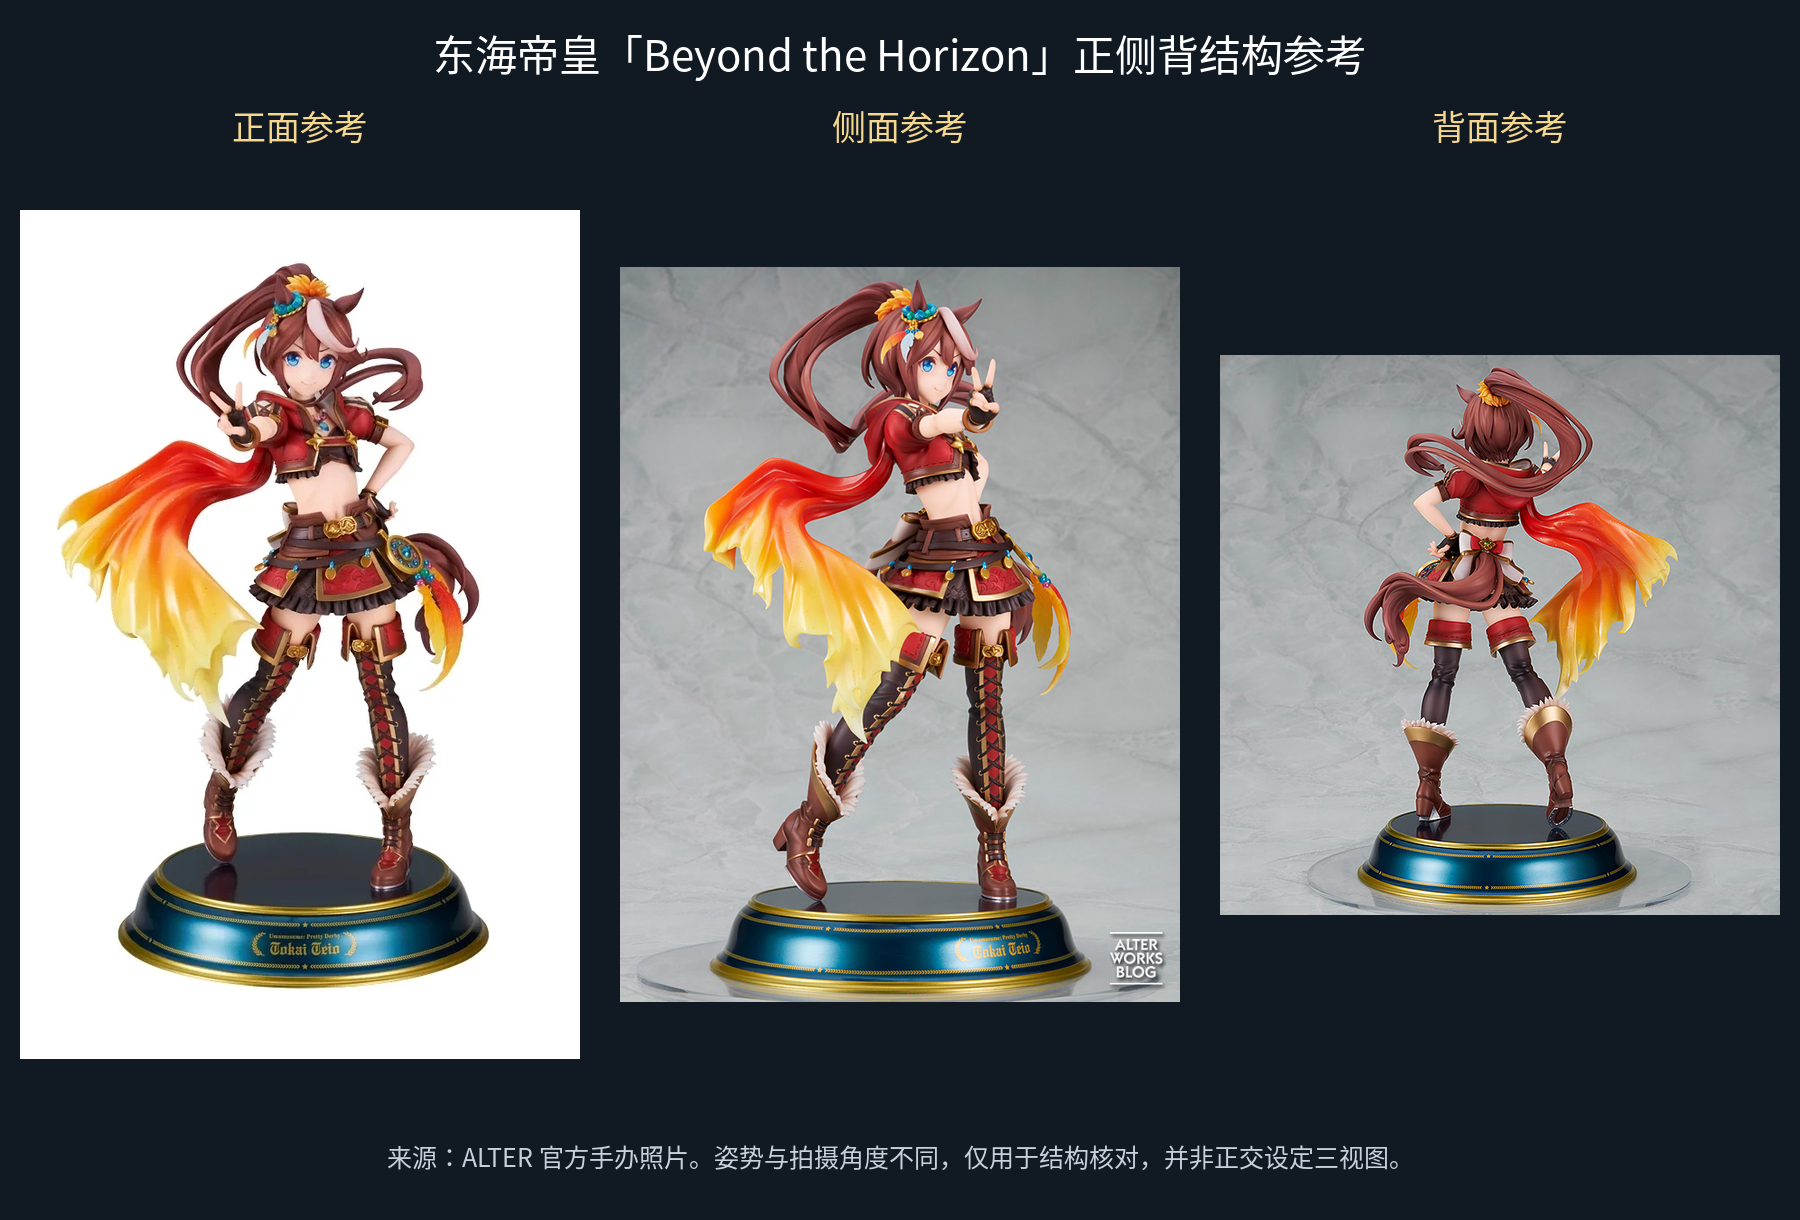 东海帝皇「Beyond the Horizon」正侧背结构参考
正面参考
侧面参考
背面参考
Umamusume: Pretty Derby
Tokai Teio
Tokai Teio
ALTER
WORKS
BLOG
来源：ALTER 官方手办照片。姿势与拍摄角度不同，仅用于结构核对，并非正交设定三视图。